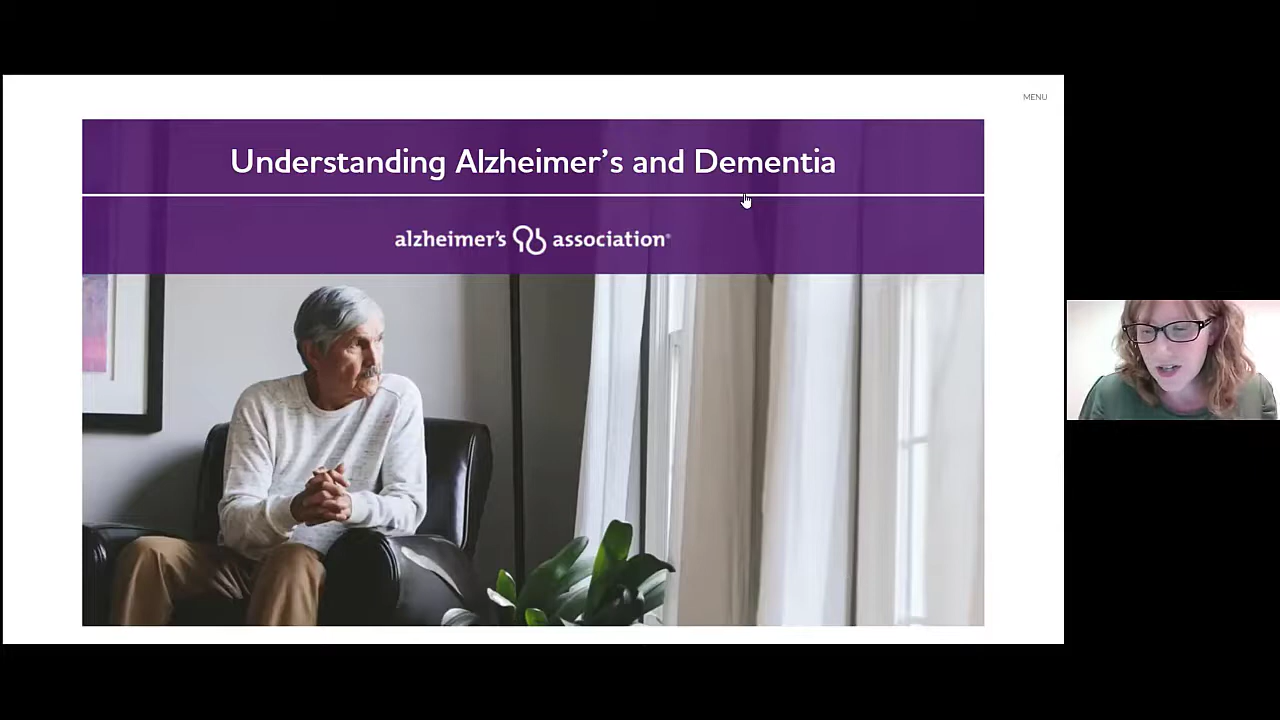 MENU
Understanding Alzheimer's and Dementia
alzheimer's association®